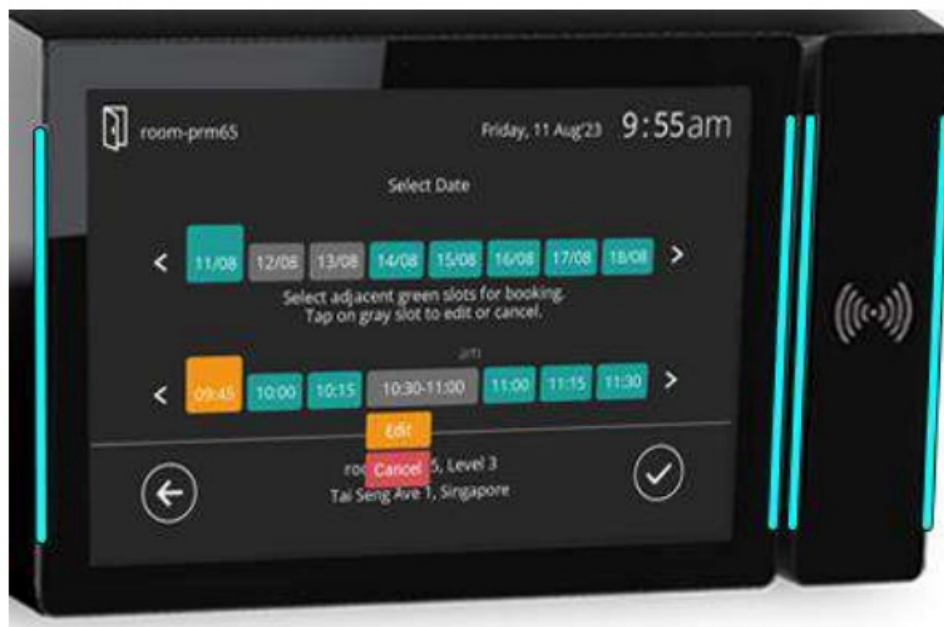 room-prm65
Friday, 11 Aug'23 9:55am
Select Date
< 11/08 12/08 13/08 14/08 15/08 16/08 17/08 18/08 >
Select adjacent green slots for booking.
Tap on gray slot to edit or cancel.
am
< 09:45 10:00 10:15 10:30-11:00 11:00 11:15 11:30 >
Edit
Cancel 5, Level 3
Tai Seng Ave 1, Singapore